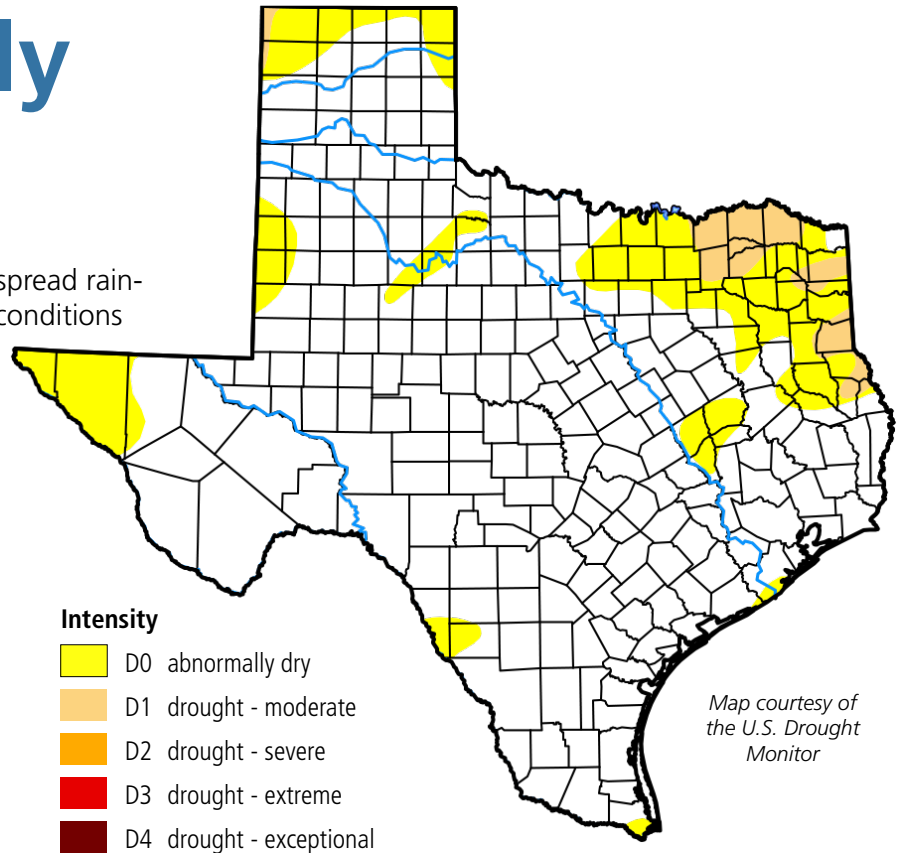 ly
spread rain-
conditions
Intensity
D0 abnormally dry
D1 drought - moderate
D2 drought - severe
D3 drought - extreme
D4 drought - exceptional
Map courtesy of
the U.S. Drought
Monitor